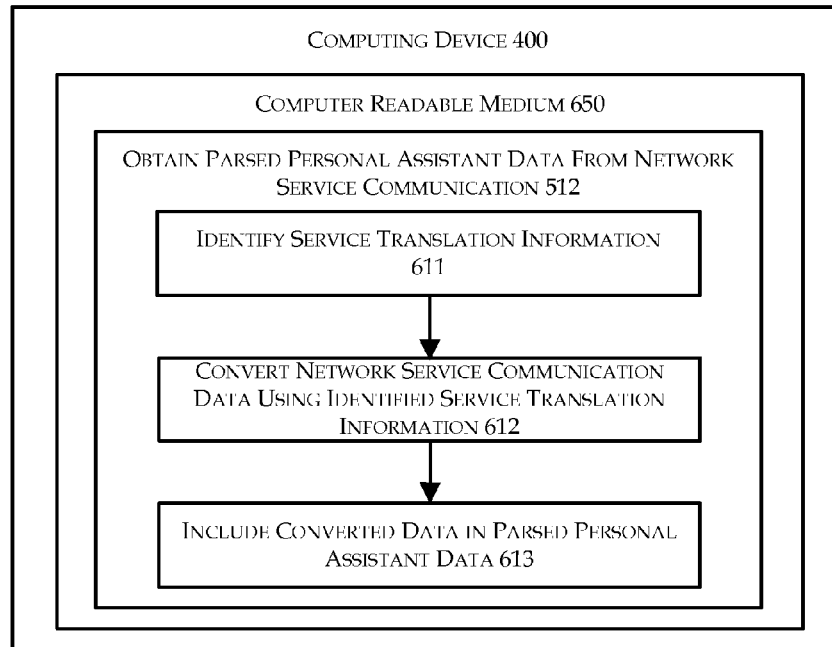 COMPUTING DEVICE 400
COMPUTER READABLE MEDIUM 650
OBTAIN PARSED PERSONAL ASSISTANT DATA FROM NETWORK
SERVICE COMMUNICATION 512
IDENTIFY SERVICE TRANSLATION INFORMATION
611
CONVERT NETWORK SERVICE COMMUNICATION
DATA USING IDENTIFIED SERVICE TRANSLATION
INFORMATION 612
INCLUDE CONVERTED DATA IN PARSED PERSONAL
ASSISTANT DATA 613